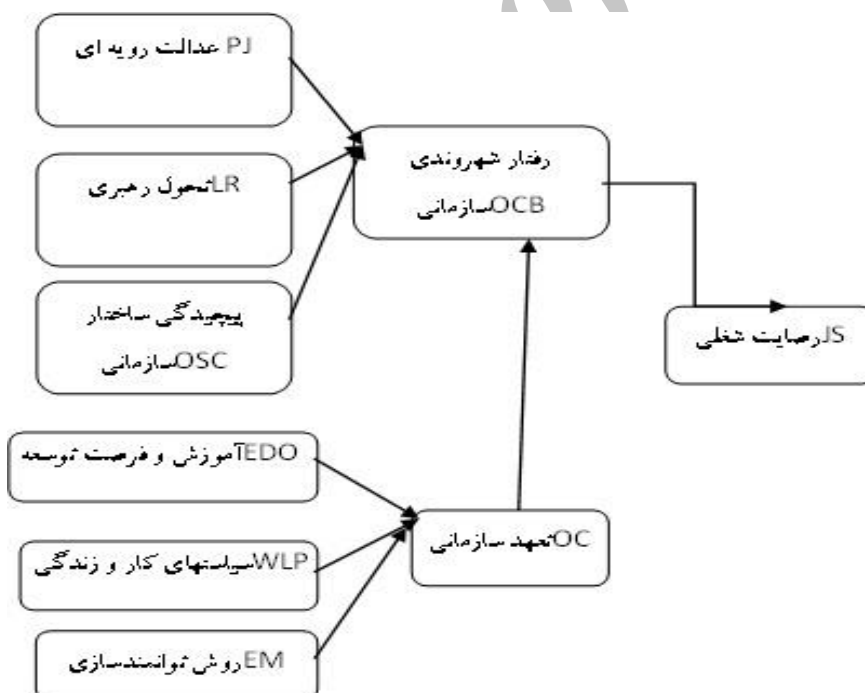 PJ عدالت رویه ای
LR تحول رهبری
پیچیدگی ساختار
سازمانی OSC
رفتار شهروندی
سازمانی OCB
JS رضایت شغلی
TEDO آموزش و فرصت توسعه
WLP سیاستهای کار و زندگی
EM روش توانمندسازی
OC تعهد سازمانی